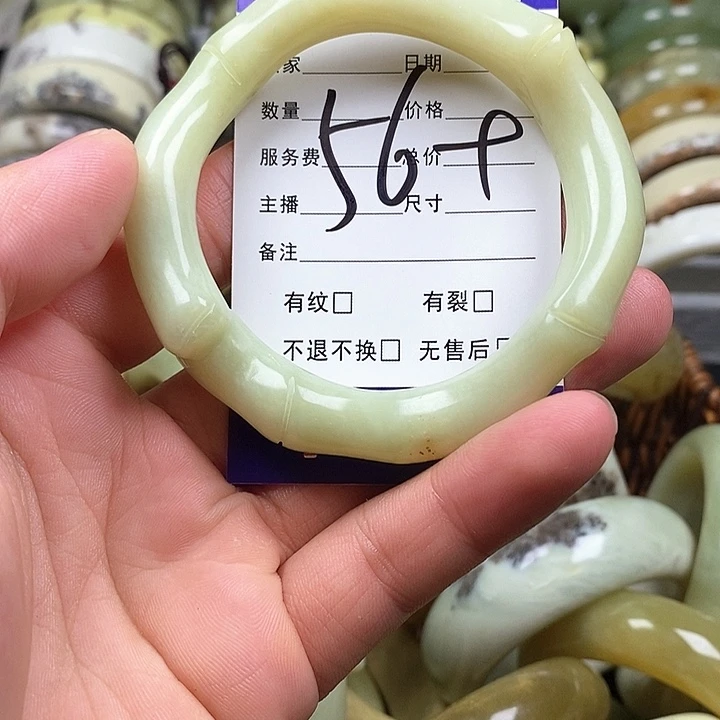 家 日期
数量 价格
服务费 总价
主播 尺寸
备注
有纹□ 有裂□
不退不换□ 无售后□
56+